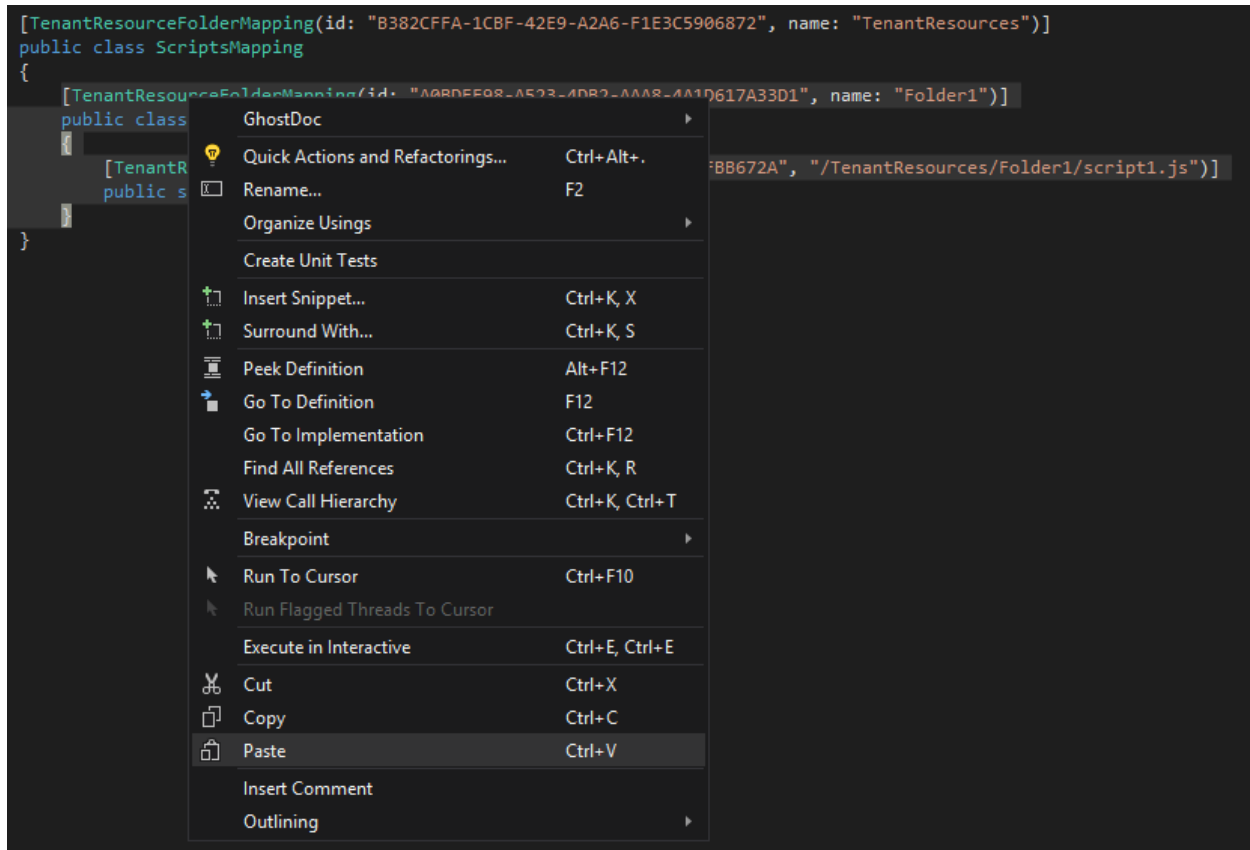 [TenantResourceFolderMapping(id: "B382CFFA-1CBF-42E9-A2A6-F1E3C5906872", name: "TenantResources")]
public class ScriptsMapping
{
[TenantResourceFolderMapping(id: "A0BDEE98-A523-4DB2-AAA8-4A1D617A33D1", name: "Folder1")]
public class
{
[TenantR FBB672A", "/TenantResources/Folder1/script1.js")]
public s
}
}
GhostDoc
Quick Actions and Refactorings... Ctrl+Alt+.
Rename... F2
Organize Usings
Create Unit Tests
Insert Snippet... Ctrl+K, X
Surround With... Ctrl+K, S
Peek Definition Alt+F12
Go To Definition F12
Go To Implementation Ctrl+F12
Find All References Ctrl+K, R
View Call Hierarchy Ctrl+K, Ctrl+T
Breakpoint
Run To Cursor Ctrl+F10
Run Flagged Threads To Cursor
Execute in Interactive Ctrl+E, Ctrl+E
Cut Ctrl+X
Copy Ctrl+C
Paste Ctrl+V
Insert Comment
Outlining